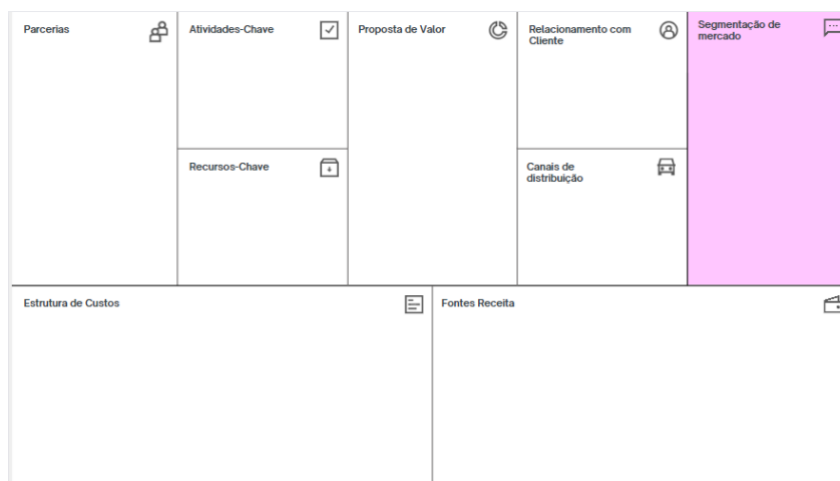 Parcerias
Atividades-Chave
Proposta de Valor
Relacionamento com
Cliente
Segmentação de
mercado
Recursos-Chave
Canais de
distribuição
Estrutura de Custos
Fontes Receita